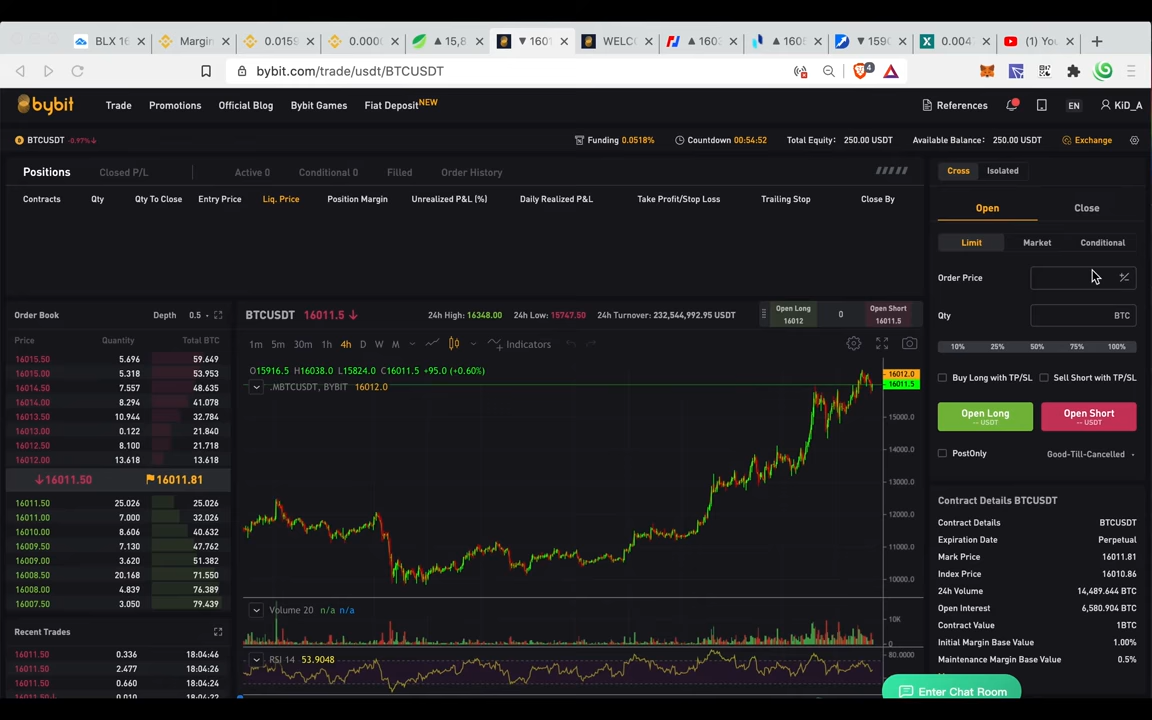 BLX 16
Margin
0.0159
0.0000
▲ 15,8
▼ 1601
WELC
▲ 1603
▲ 1606
▼ 1590
0.004
(1) You
bybit.com/trade/usdt/BTCUSDT
4
bybit Trade Promotions Official Blog Bybit Games Fiat Deposit NEW References EN KiD_A
BTCUSDT -0.97%↓ Funding 0.0518% Countdown 00:54:52 Total Equity: 250.00 USDT Available Balance: 250.00 USDT Exchange
Positions Closed P/L Active 0 Conditional 0 Filled Order History
Contracts Qty Qty To Close Entry Price Liq. Price Position Margin Unrealized P&L (%) Daily Realized P&L Take Profit/Stop Loss Trailing Stop Close By
Cross Isolated
Open Close
Limit Market Conditional
Order Price
Qty BTC
10% 25% 50% 75% 100%
Buy Long with TP/SL Sell Short with TP/SL
Open Long Open Short
-- USDT -- USDT
PostOnly Good-Till-Cancelled
Order Book Depth 0.5
Price Quantity Total BTC
16015.50 5.696 59.649
16015.00 5.318 53.953
16014.50 7.557 48.635
16014.00 8.294 41.078
16013.50 10.944 32.784
16013.00 0.122 21.840
16012.50 8.100 21.718
16012.00 13.618 13.618
↓16011.50 16011.81
16011.50 25.026 25.026
16011.00 7.000 32.026
16010.00 8.606 40.632
16009.50 7.130 47.762
16009.00 3.620 51.382
16008.50 20.168 71.550
16008.00 4.839 76.389
16007.50 3.050 79.439
Recent Trades
16011.50 0.336 18:04:46
16011.50 2.477 18:04:26
16011.50 0.660 18:04:24
16011.50 0.010 18:04:22
BTCUSDT 16011.5 ↓ 24h High: 16348.00 24h Low: 15747.50 24h Turnover: 232,544,992.95 USDT
Open Long 16012 0 Open Short 16011.5
1m 5m 30m 1h 4h D W M Indicators
O15916.5 H16038.0 L15824.0 C16011.5 +95.0 (+0.60%)
.MBTCUSDT, BYBIT 16012.0
16012.0
16011.5
15000.0
14000.0
13000.0
12000.0
11000.0
10000.0
Volume 20 n/a n/a
10K
0
RSI 14 53.9048
80.0000
Contract Details BTCUSDT
Contract Details BTCUSDT
Expiration Date Perpetual
Mark Price 16011.81
Index Price 16010.86
24h Volume 14,489.644 BTC
Open Interest 6,580.904 BTC
Contract Value 1BTC
Initial Margin Base Value 1.00%
Maintenance Margin Base Value 0.5%
Enter Chat Room